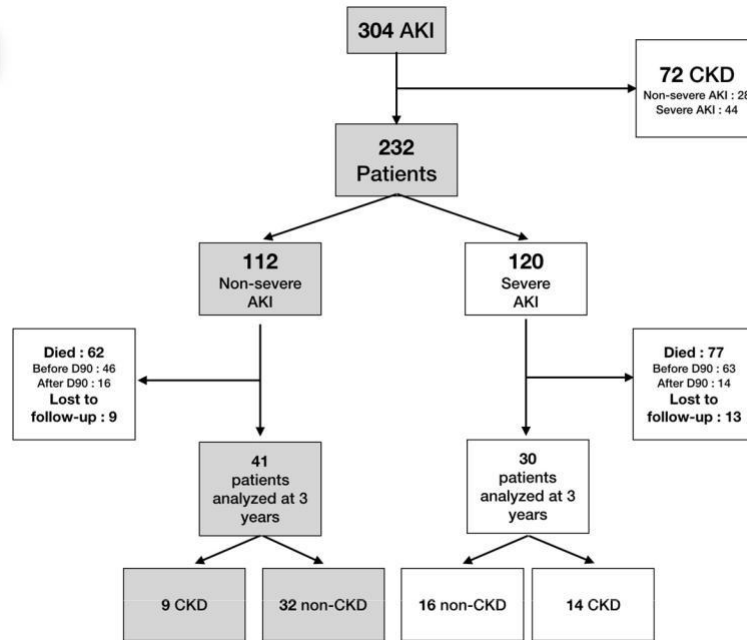 304 AKI
72 CKD
Non-severe AKI : 28
Severe AKI : 44
232
Patients
112
Non-severe
AKI
120
Severe
AKI
Died : 62
Before D90 : 46
After D90 : 16
Lost to
follow-up : 9
Died : 77
Before D90 : 63
After D90 : 14
Lost to
follow-up : 13
41
patients
analyzed at 3
years
30
patients
analyzed at 3
years
9 CKD
32 non-CKD
16 non-CKD
14 CKD